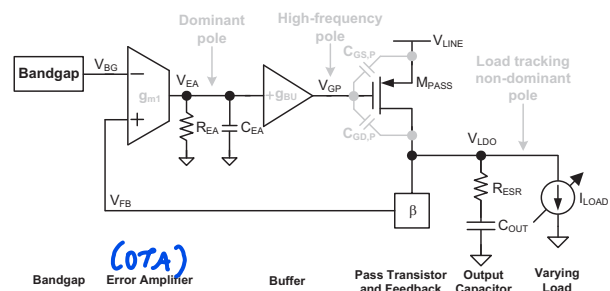 Dominant
pole
High-frequency
pole
Load tracking
non-dominant
pole
Bandgap
V_BG
−
g_m1
+
V_EA
R_EA
C_EA
+g_BU
V_GP
C_GS,P
C_GD,P
V_LINE
M_PASS
V_LDO
R_ESR
C_OUT
I_LOAD
V_FB
β
(OTA)
Bandgap
Error Amplifier
Buffer
Pass Transistor
and Feedback
Output
Capacitor
Varying
Load